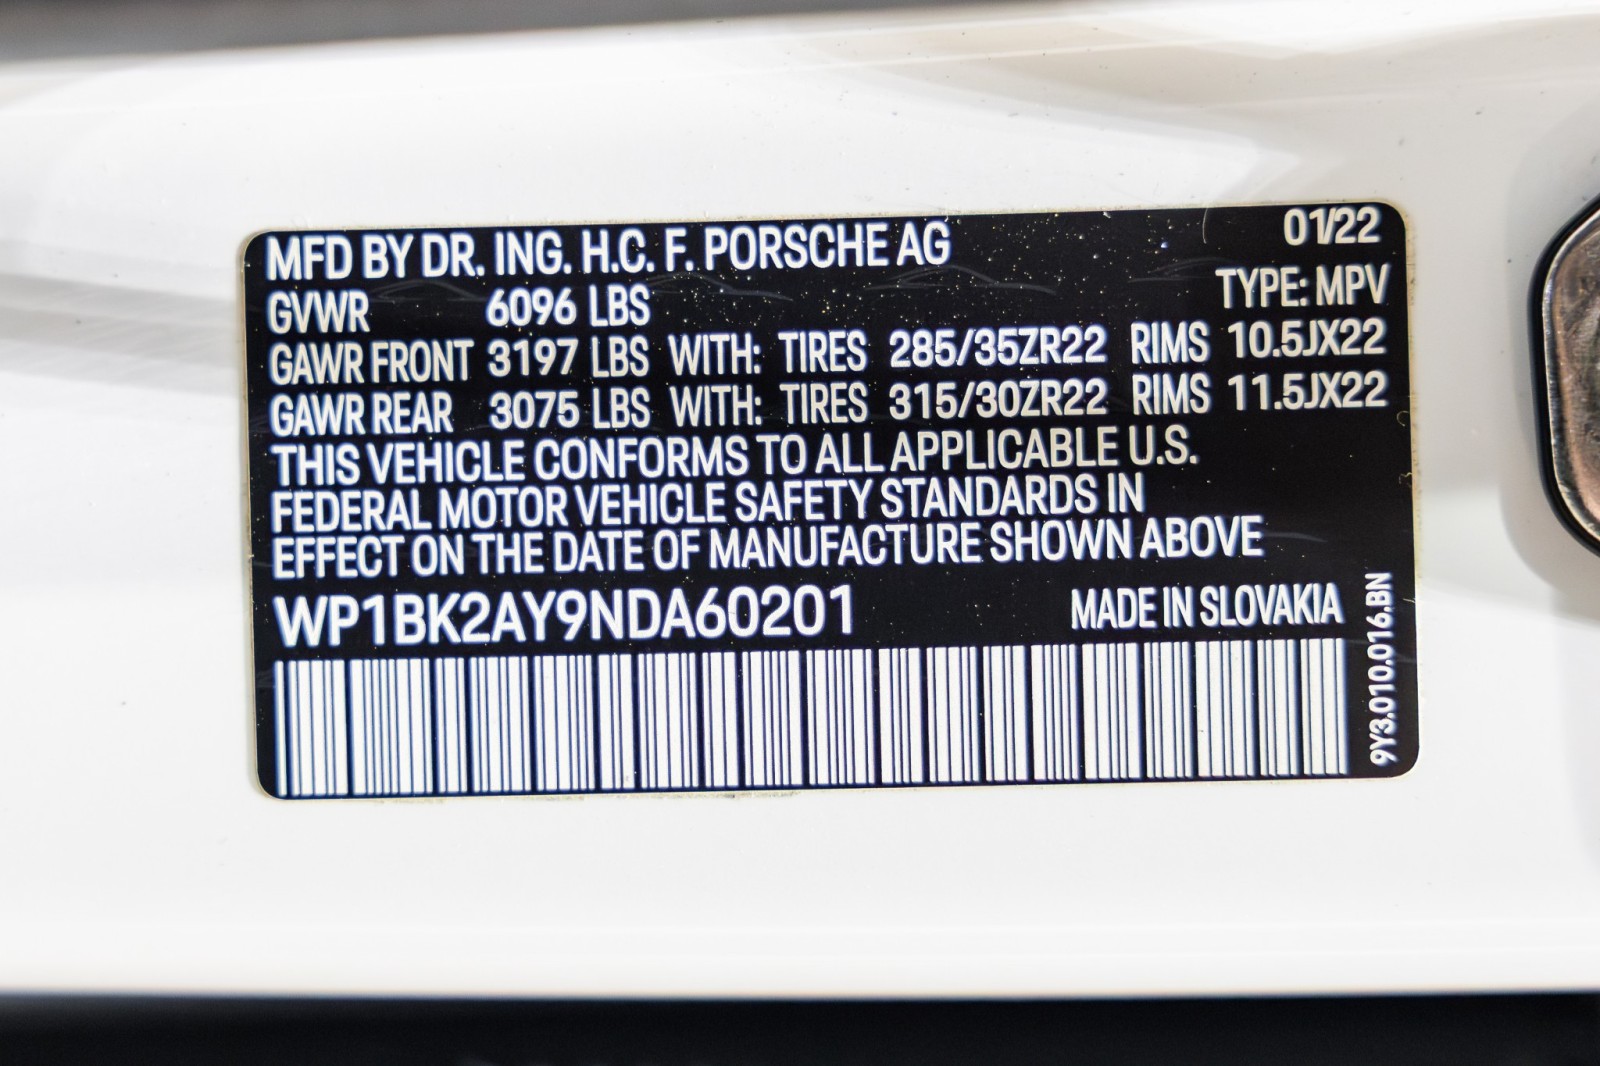 MFD BY DR. ING. H.C. F. PORSCHE AG 01/22
GVWR 6096 LBS TYPE: MPV
GAWR FRONT 3197 LBS WITH: TIRES 285/35ZR22 RIMS 10.5JX22
GAWR REAR 3075 LBS WITH: TIRES 315/30ZR22 RIMS 11.5JX22
THIS VEHICLE CONFORMS TO ALL APPLICABLE U.S.
FEDERAL MOTOR VEHICLE SAFETY STANDARDS IN
EFFECT ON THE DATE OF MANUFACTURE SHOWN ABOVE
WP1BK2AY9NDA60201 MADE IN SLOVAKIA
9Y3.010.016.BN